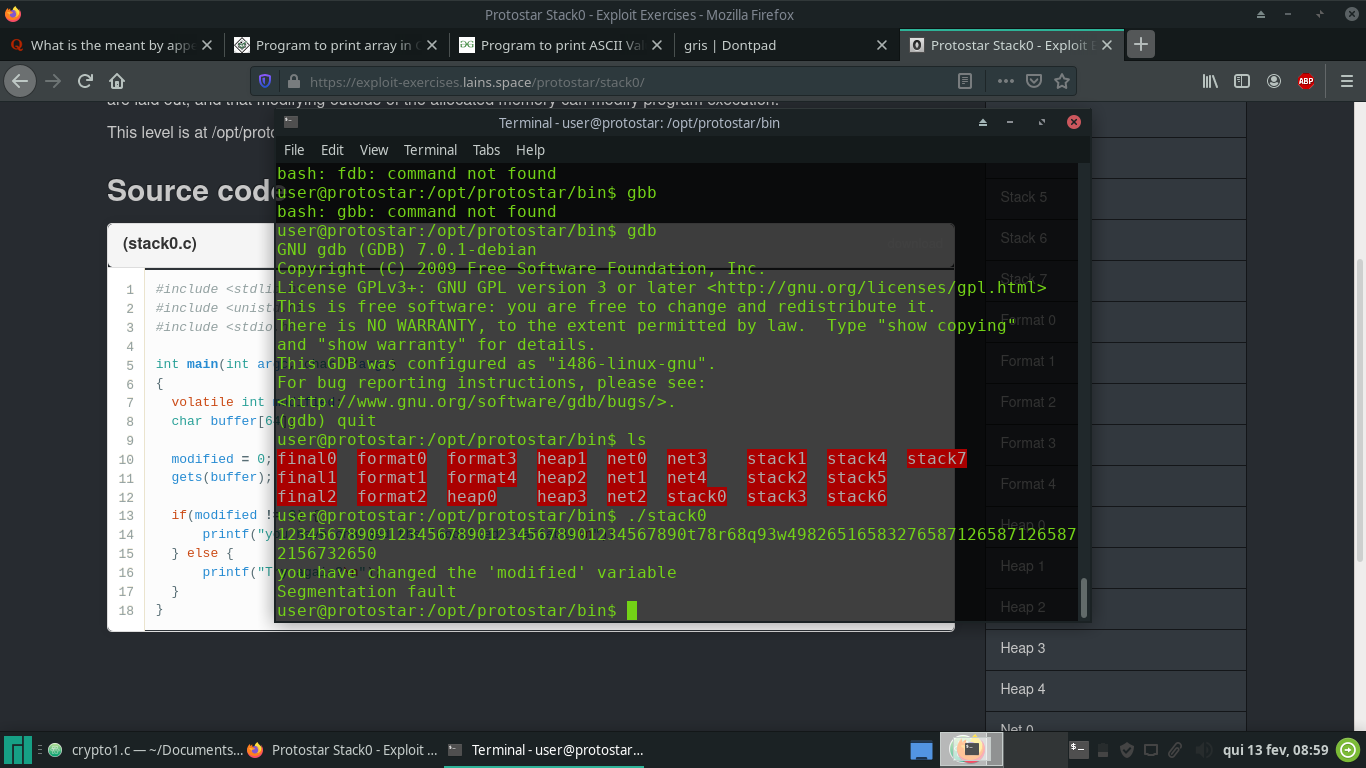 Protostar Stack0 - Exploit Exercises - Mozilla Firefox
What is the meant by appe
Program to print array in C
Program to print ASCII Val
gris | Dontpad
Protostar Stack0 - Exploit E
https://exploit-exercises.lains.space/protostar/stack0/
ABP
are laid out, and that modifying outside of the allocated memory can modify program execution.
This level is at /opt/proto
Source code
(stack0.c)
1 #include <stdli
2 #include <unist
3 #include <stdio
4
5 int main(int ar
6 {
7 volatile int
8 char buffer[6
9
10 modified = 0;
11 gets(buffer);
12
13 if(modified !
14 printf("y
15 } else {
16 printf("T
17 }
18 }
Terminal - user@protostar: /opt/protostar/bin
File Edit View Terminal Tabs Help
bash: fdb: command not found
user@protostar:/opt/protostar/bin$ gbb
bash: gbb: command not found
user@protostar:/opt/protostar/bin$ gdb
GNU gdb (GDB) 7.0.1-debian
Copyright (C) 2009 Free Software Foundation, Inc.
License GPLv3+: GNU GPL version 3 or later <http://gnu.org/licenses/gpl.html>
This is free software: you are free to change and redistribute it.
There is NO WARRANTY, to the extent permitted by law.  Type "show copying"
and "show warranty" for details.
This GDB was configured as "i486-linux-gnu".
For bug reporting instructions, please see:
<http://www.gnu.org/software/gdb/bugs/>.
(gdb) quit
user@protostar:/opt/protostar/bin$ ls
final0 format0 format3 heap1 net0 net3 stack1 stack4 stack7
final1 format1 format4 heap2 net1 net4 stack2 stack5
final2 format2 heap0 heap3 net2 stack0 stack3 stack6
user@protostar:/opt/protostar/bin$ ./stack0
12345678909123456789012345678901234567890t78r68q93w49826516583276587126587126587
2156732650
you have changed the 'modified' variable
Segmentation fault
user@protostar:/opt/protostar/bin$
Stack 5
Stack 6
Stack 7
Format 0
Format 1
Format 2
Format 3
Format 4
Heap 0
Heap 1
Heap 2
Heap 3
Heap 4
Net 0
crypto1.c — ~/Documents...
Protostar Stack0 - Exploit ...
Terminal - user@protostar...
qui 13 fev, 08:59